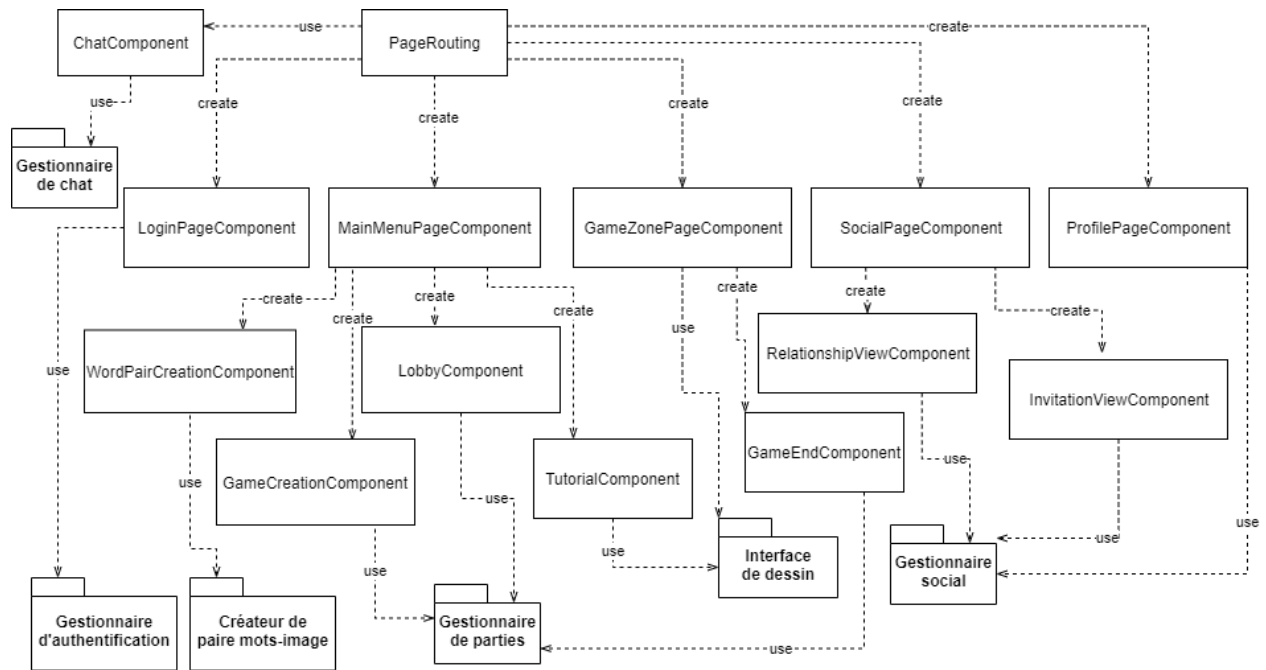 ChatComponent
use
PageRouting
create
use
create
create
create
create
Gestionnaire
de chat
LoginPageComponent
MainMenuPageComponent
GameZonePageComponent
SocialPageComponent
ProfilePageComponent
create
create
create
create
create
create
create
use
use
WordPairCreationComponent
LobbyComponent
RelationshipViewComponent
InvitationViewComponent
GameCreationComponent
TutorialComponent
GameEndComponent
use
use
use
use
use
use
use
use
Interface
de dessin
Gestionnaire
social
Gestionnaire
d'authentification
Créateur de
paire mots-image
Gestionnaire
de parties
use